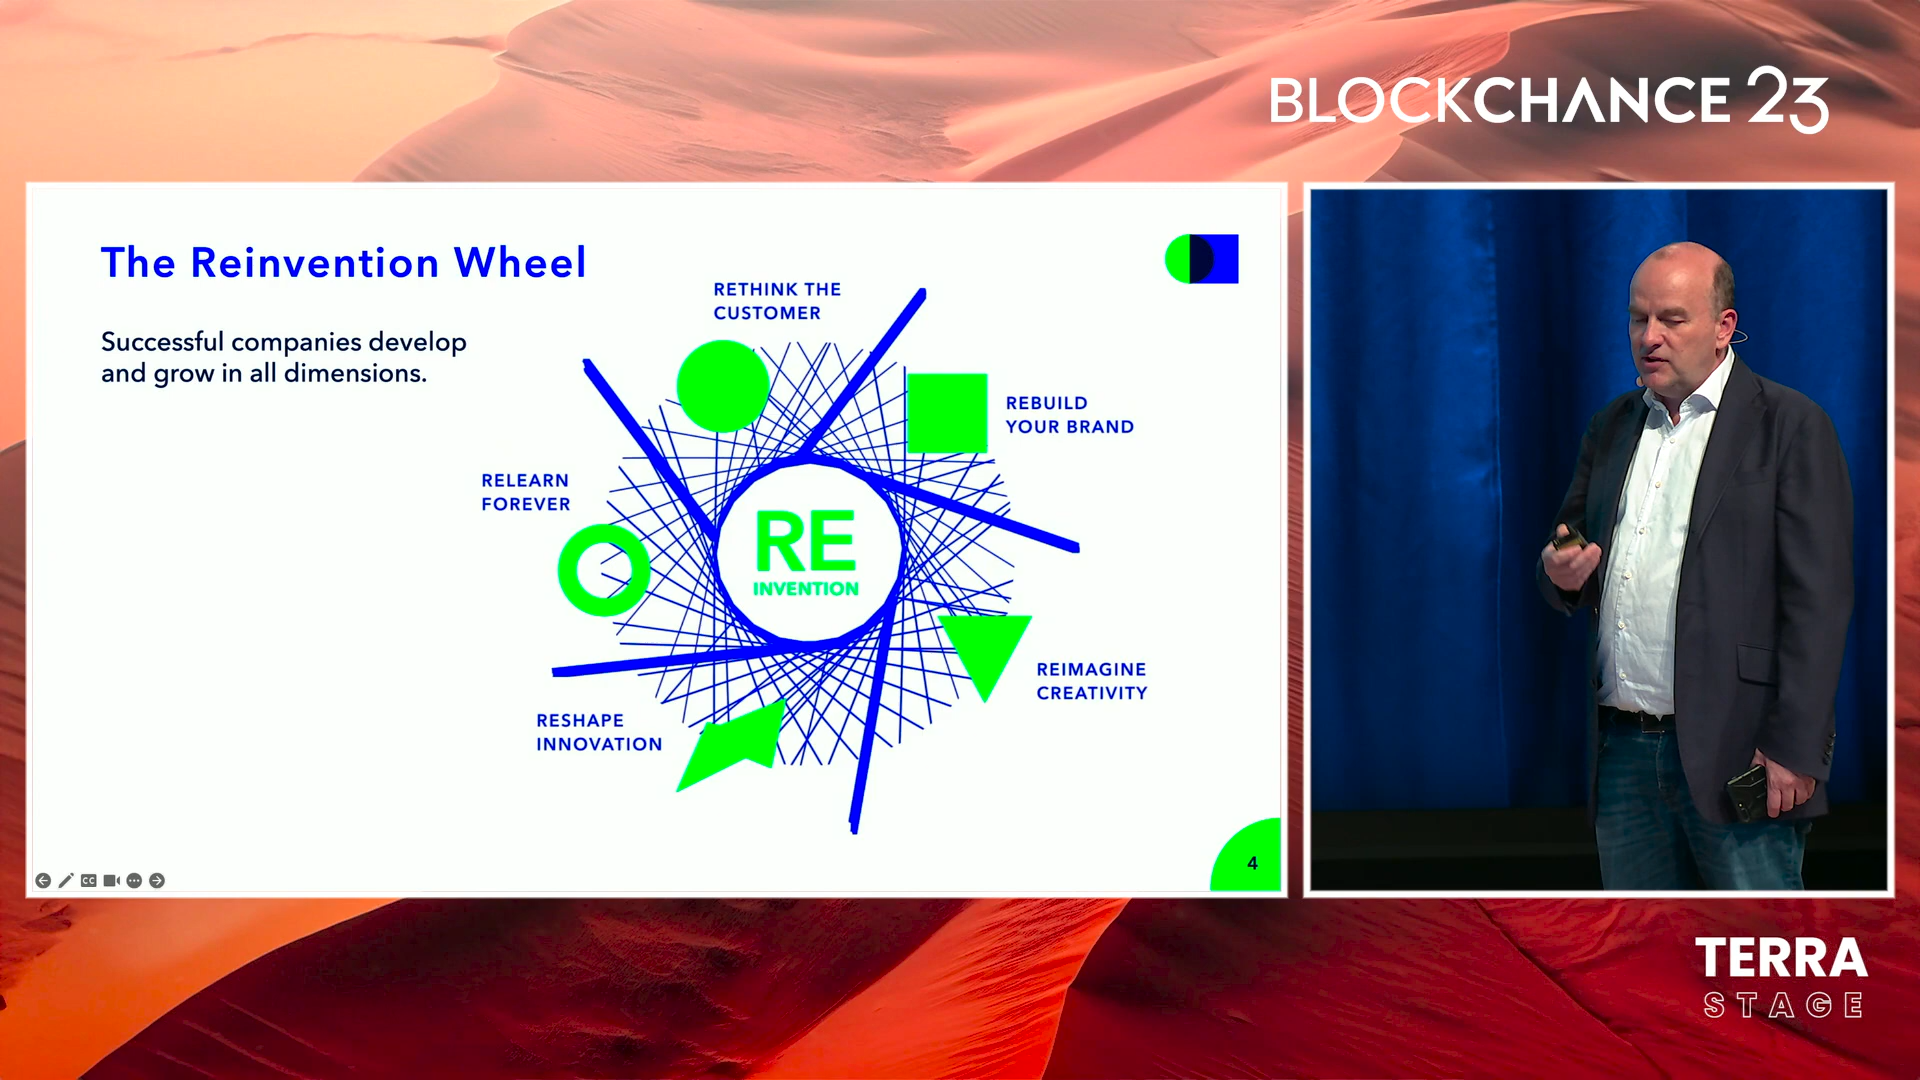 BLOCKCHANCE 23
The Reinvention Wheel
Successful companies develop
and grow in all dimensions.
RETHINK THE
CUSTOMER
REBUILD
YOUR BRAND
RELEARN
FOREVER
RE
INVENTION
REIMAGINE
CREATIVITY
RESHAPE
INNOVATION
4
CC
TERRA
STAGE